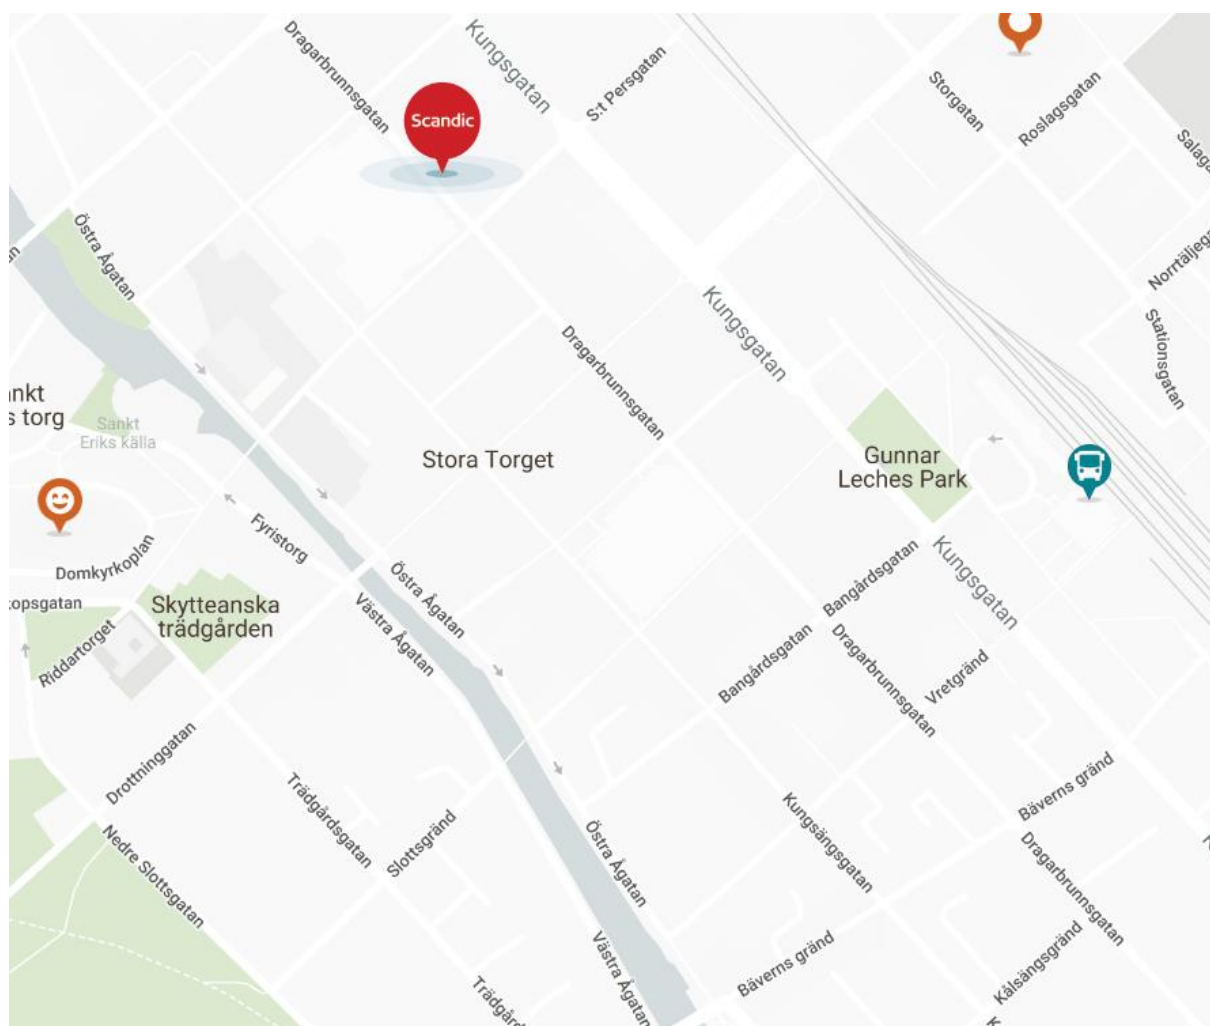 Dragarbrunnsgatan
Kungsgatan
S:t Persgatan
Scandic
Storgatan
Roslagsgatan
Östra Ågatan
Norrtäljega
Stationsgatan
Kungsgatan
Dragarbrunnsgatan
Sankt
Eriks källa
Stora Torget
Gunnar
Leches Park
s torg
Fyristorg
Domkyrkoplan
Skytteanska
trädgården
Riddartorget
Östra Ågatan
Västra Ågatan
Bangårdsgatan
Kungsgatan
Bangårdsgatan
Dragarbrunnsgatan
Vretgränd
Drottninggatan
Trädgårdsgatan
Slottsgränd
Nedre Slottsgatan
Östra Ågatan
Kungsängsgatan
Bäverns gränd
Dragarbrunnsgatan
Västra Ågatan
Bäverns gränd
Kålsängsgränd